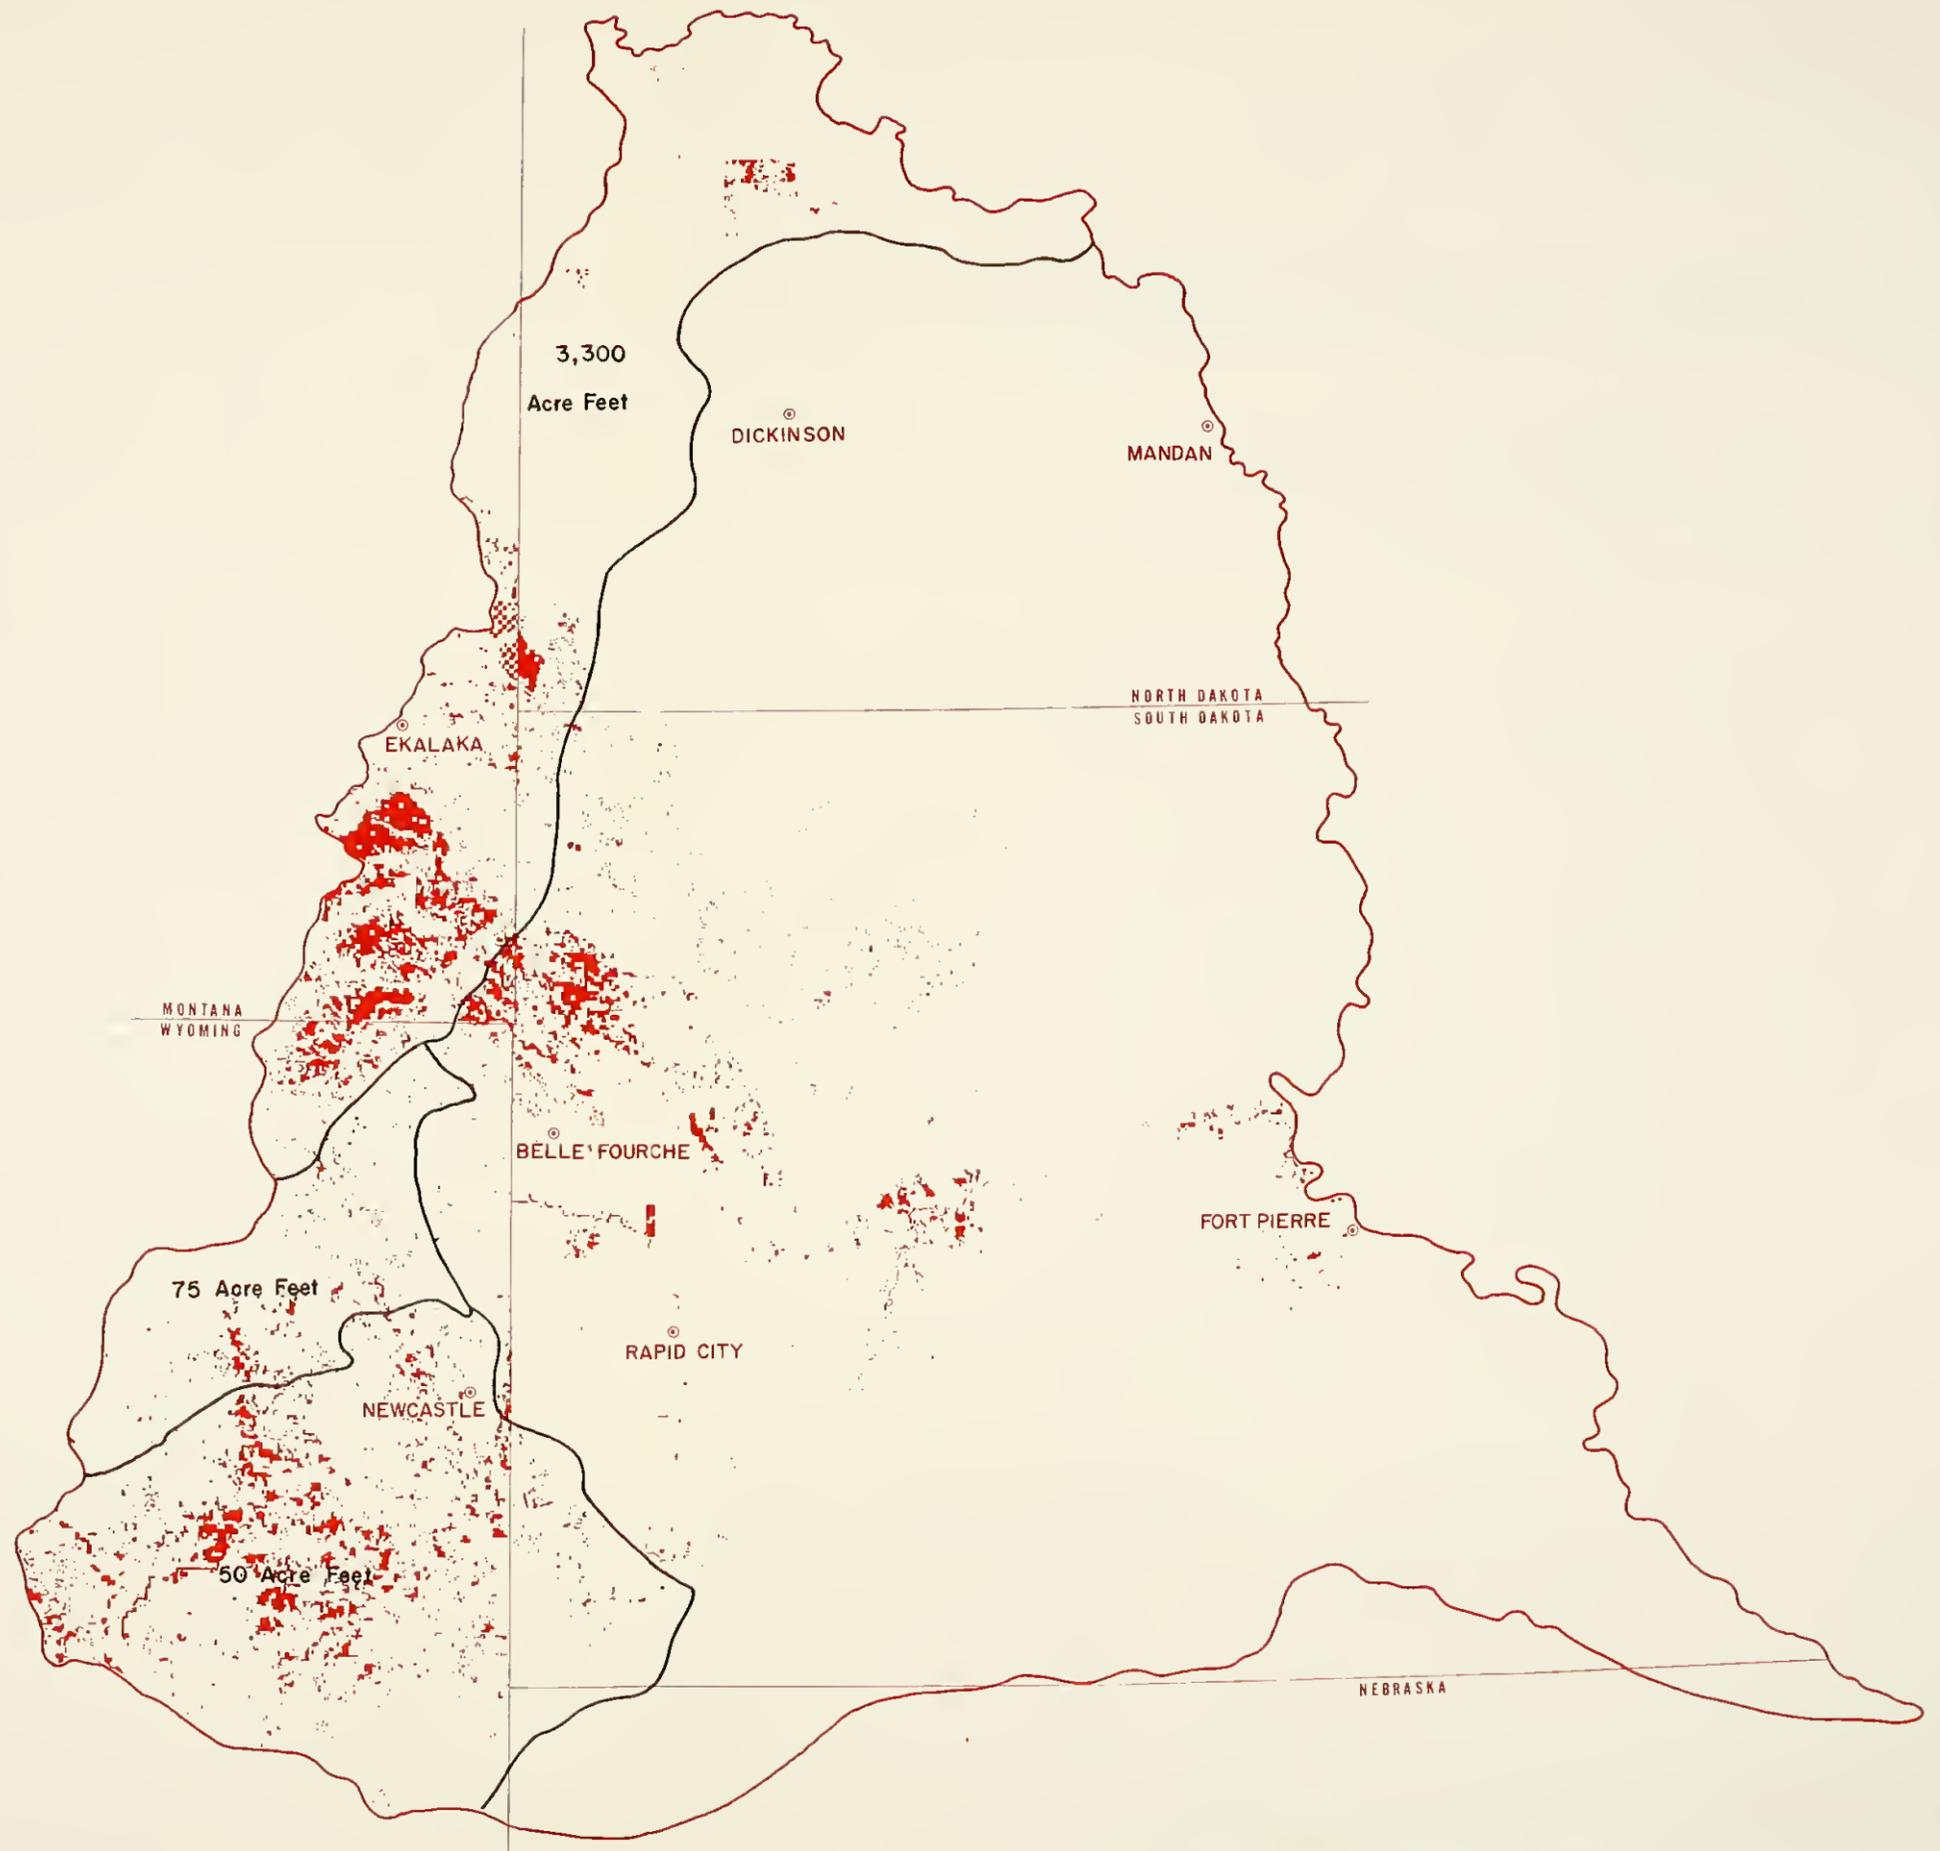 3,300
Acre Feet
DICKINSON
MANDAN
NORTH DAKOTA
SOUTH DAKOTA
EKALAKA
MONTANA
WYOMING
BELLE FOURCHE
FORT PIERRE
75 Acre Feet
RAPID CITY
NEWCASTLE
50 Acre Feet
NEBRASKA